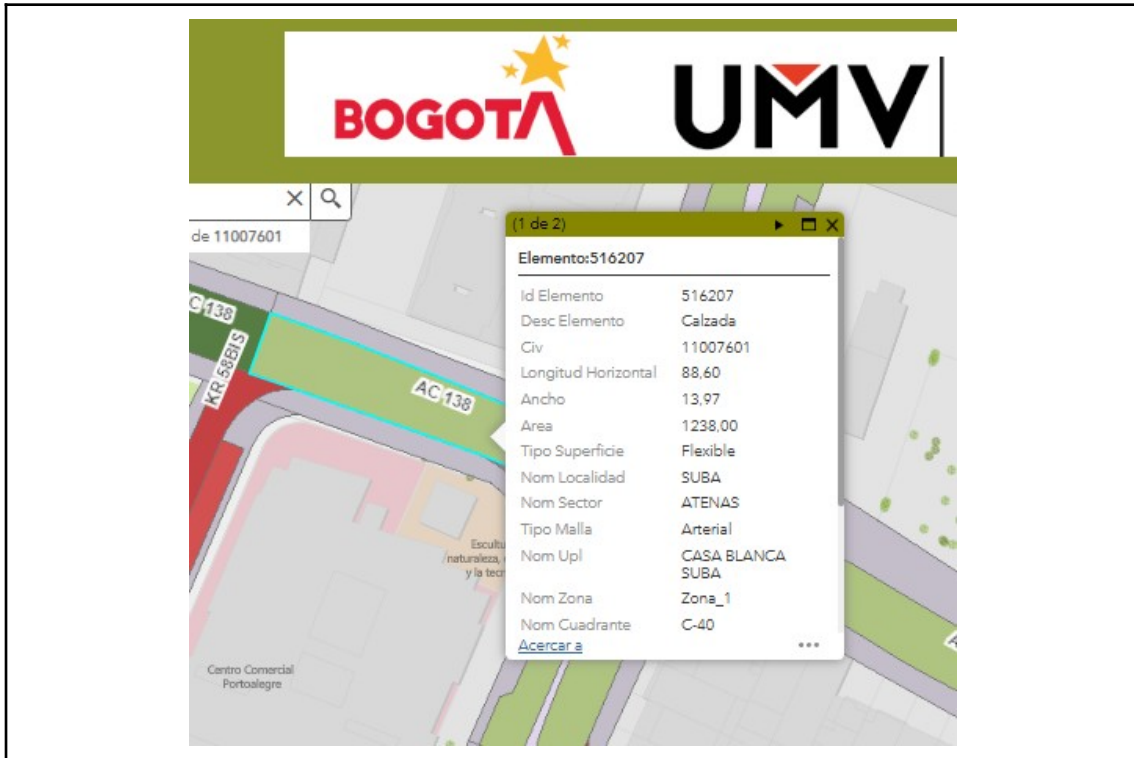 BOGOTA
UMV
de 11007601
(1 de 2)
Elemento:516207
Id Elemento 516207
Desc Elemento Calzada
Civ 11007601
Longitud Horizontal 88,60
Ancho 13,97
Area 1238,00
Tipo Superficie Flexible
Nom Localidad SUBA
Nom Sector ATENAS
Tipo Malla Arterial
Nom Upl CASA BLANCA
SUBA
Nom Zona Zona_1
Nom Cuadrante C-40
Acercar a
C 138
KR 58BIS
AC 138
naturaleza,
y la
Centro Comercial
Portoalegre